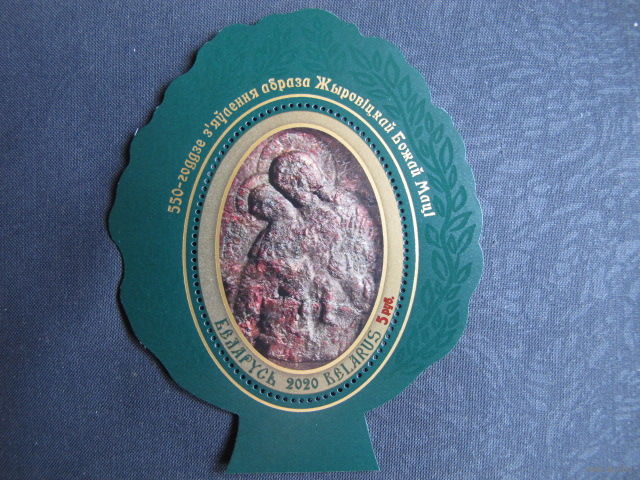 550-годдзе з'яўлення абраза Жыровіцкай Божай Маці
5 руб.
БЕЛАРУСЬ 2020 BELARUS